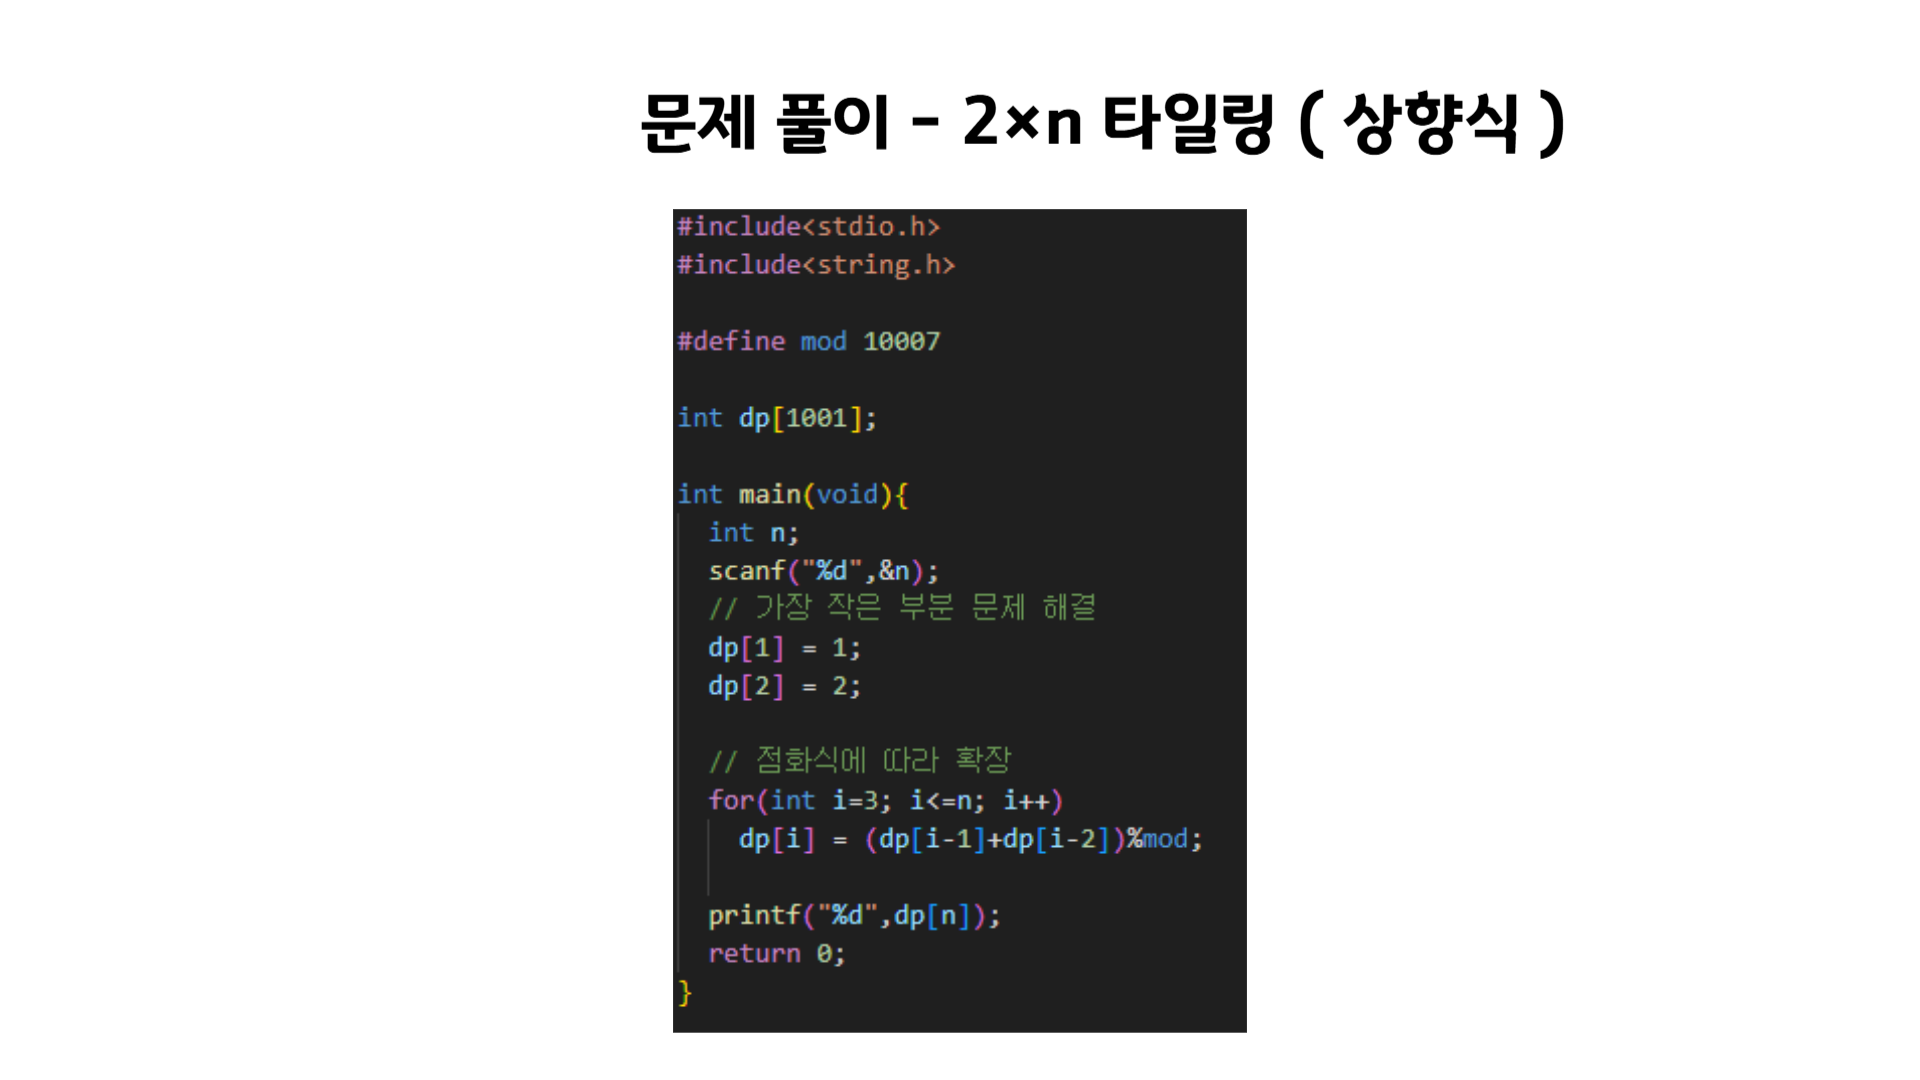 문제 풀이 - 2×n 타일링 ( 상향식 )
#include<stdio.h>
#include<string.h>
#define mod 10007
int dp[1001];
int main(void){
int n;
scanf("%d",&n);
// 가장 작은 부분 문제 해결
dp[1] = 1;
dp[2] = 2;
// 점화식에 따라 확장
for(int i=3; i<=n; i++)
dp[i] = (dp[i-1]+dp[i-2])%mod;
printf("%d",dp[n]);
return 0;
}